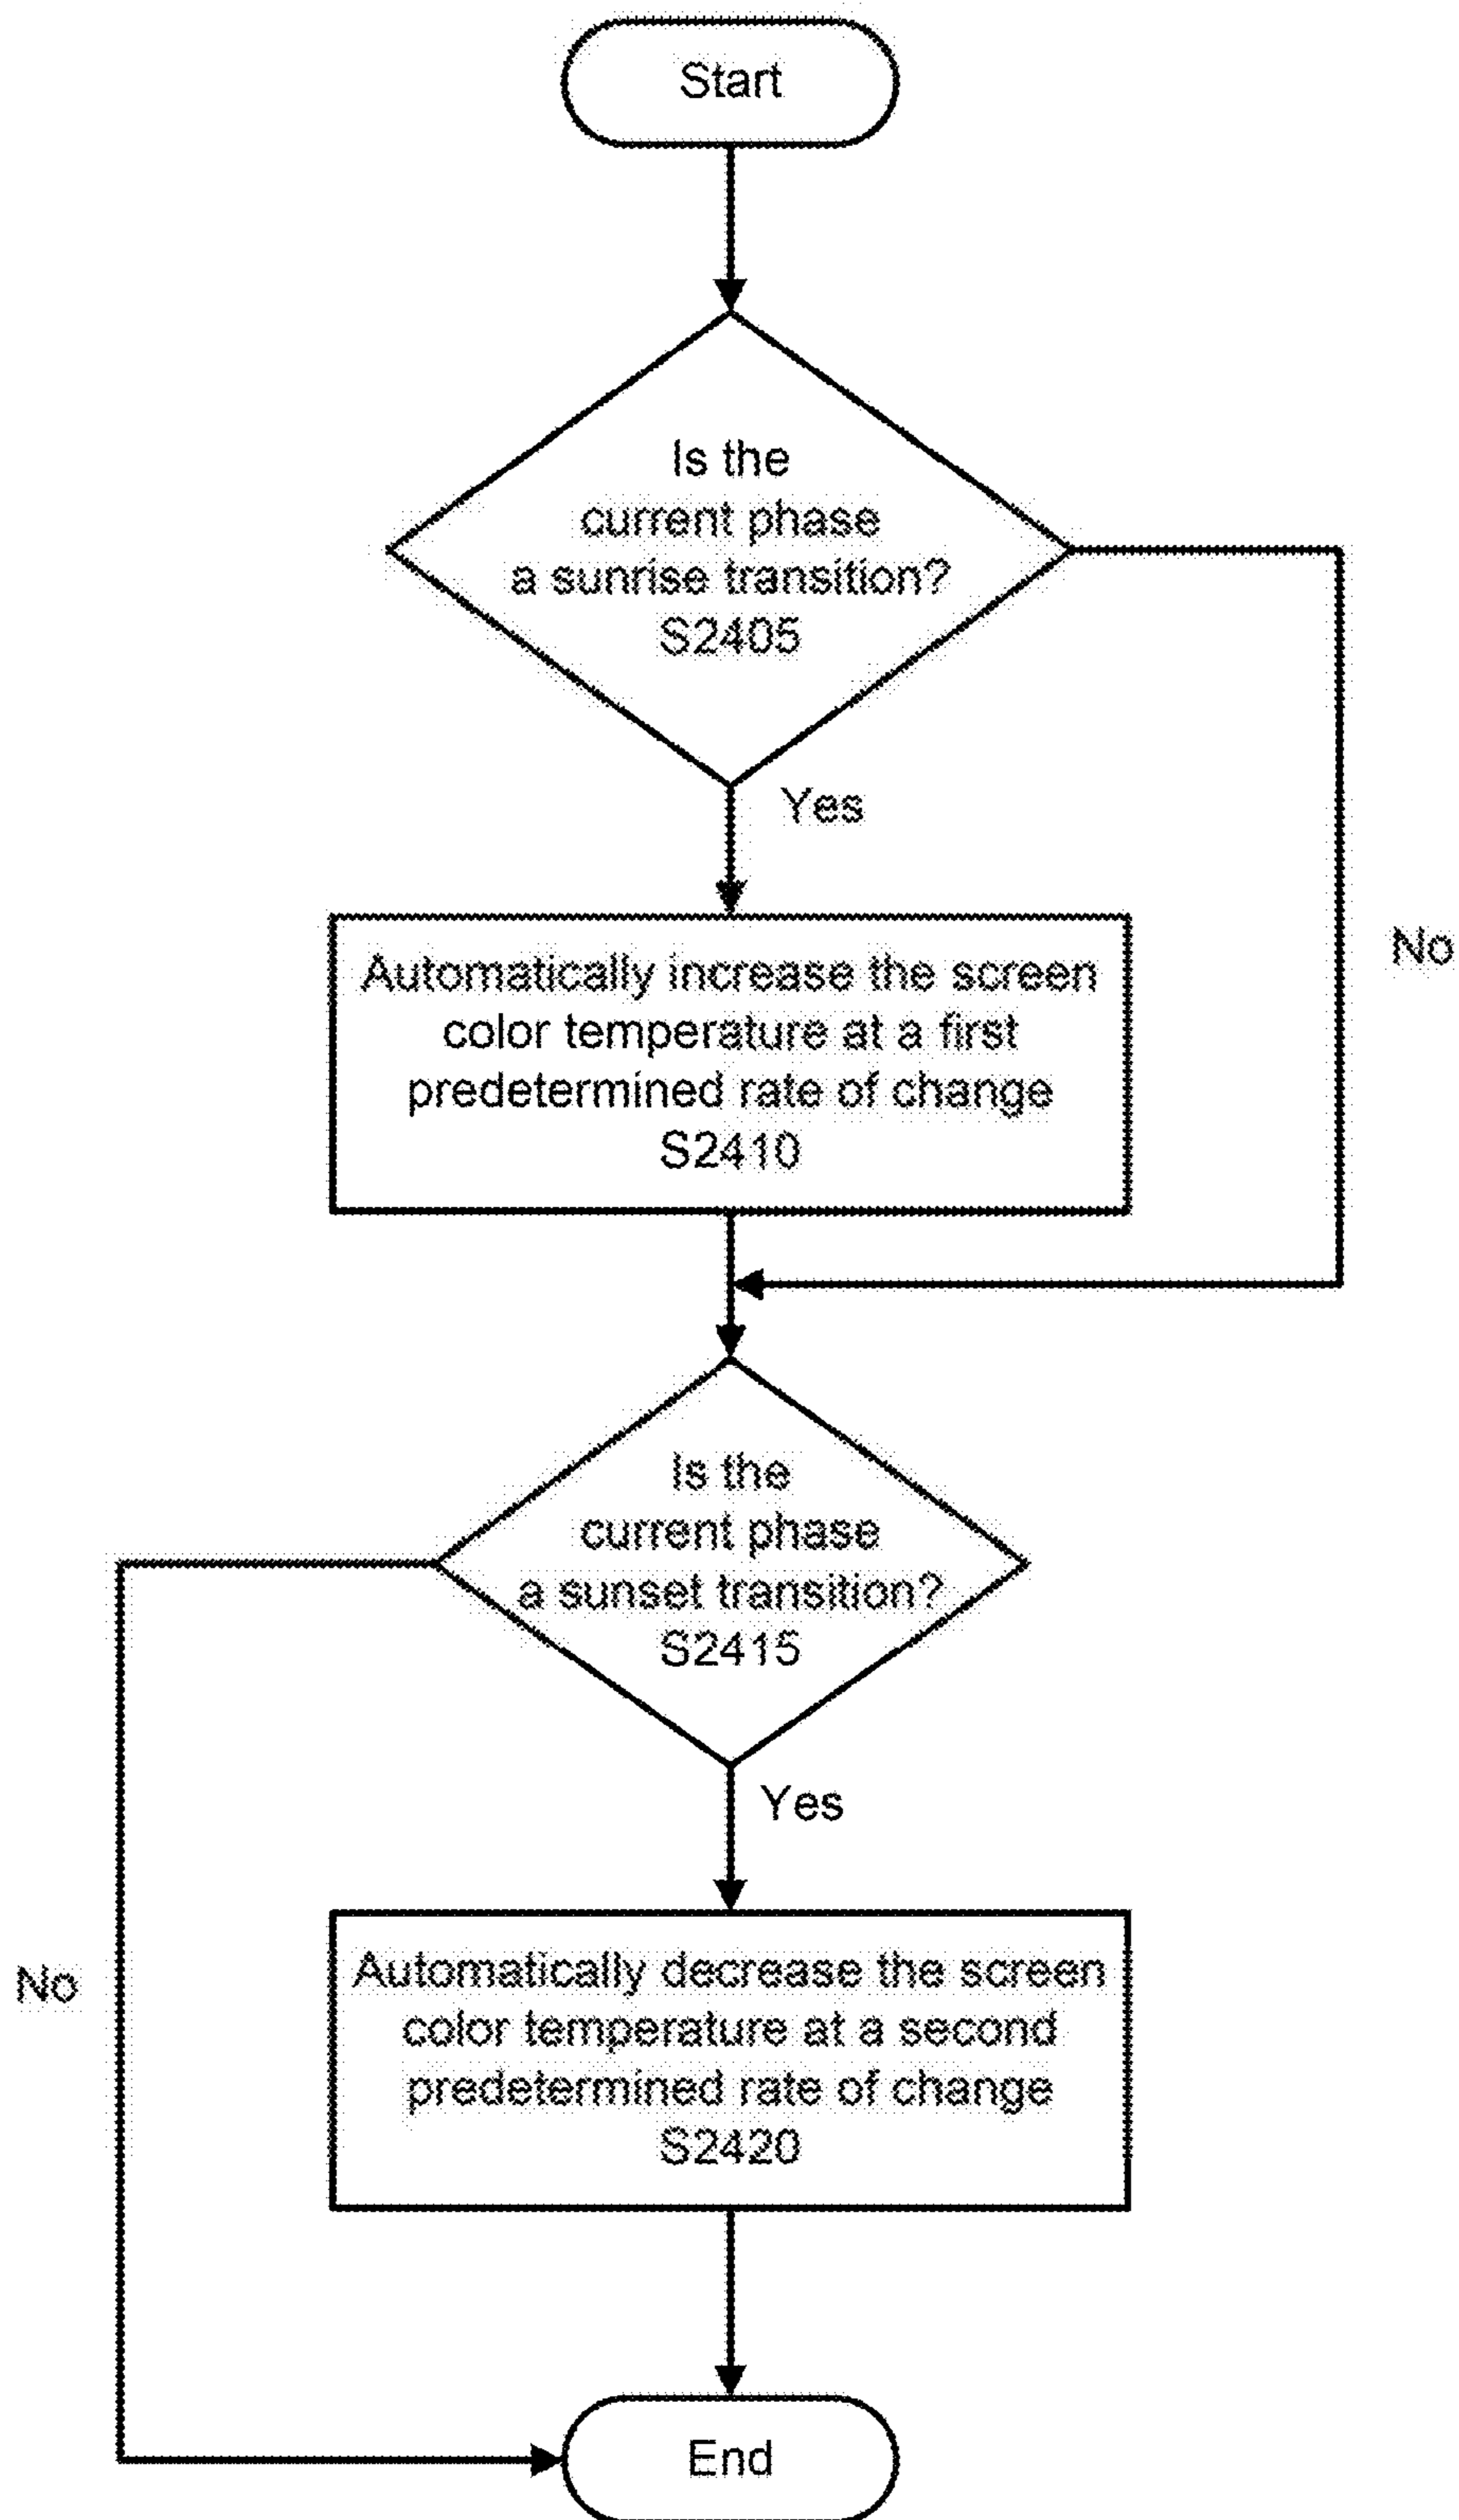 Start
Is the
current phase
a sunrise transition?
S2405
Yes
No
Automatically increase the screen
color temperature at a first
predetermined rate of change
S2410
Is the
current phase
a sunset transition?
S2415
Yes
No
Automatically decrease the screen
color temperature at a second
predetermined rate of change
S2420
End